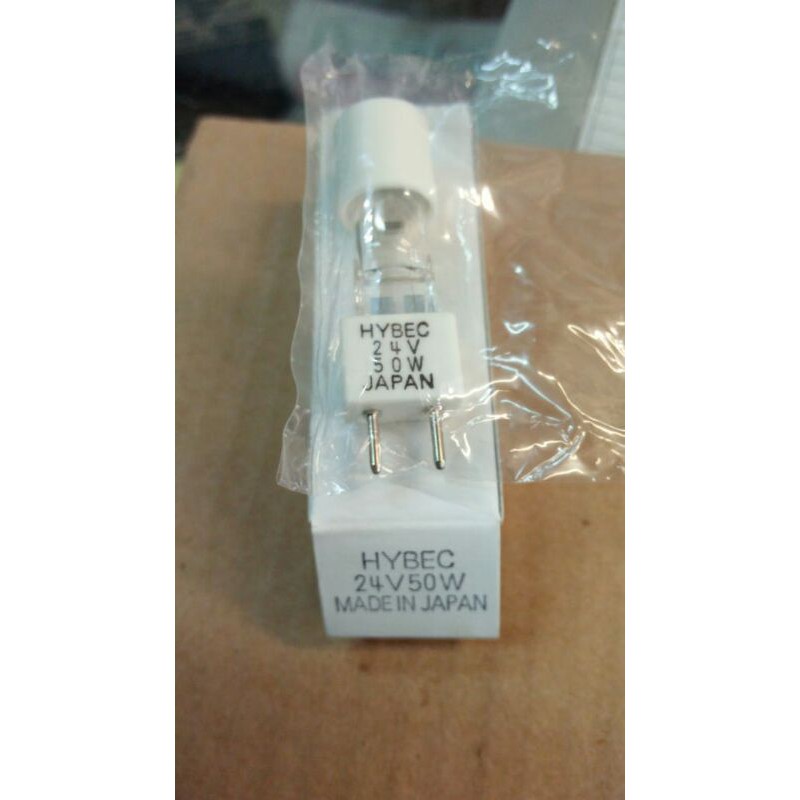 HYBEC
24V
50W
JAPAN
HYBEC
24V50W
MADE IN JAPAN